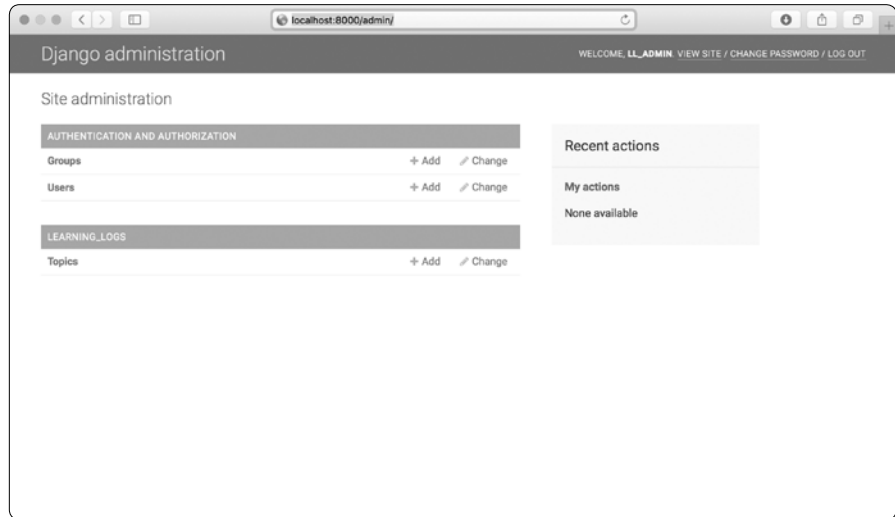 localhost:8000/admin/
Django administration
WELCOME, LL_ADMIN. VIEW SITE / CHANGE PASSWORD / LOG OUT
Site administration
AUTHENTICATION AND AUTHORIZATION
Groups + Add Change
Users + Add Change
LEARNING_LOGS
Topics + Add Change
Recent actions
My actions
None available